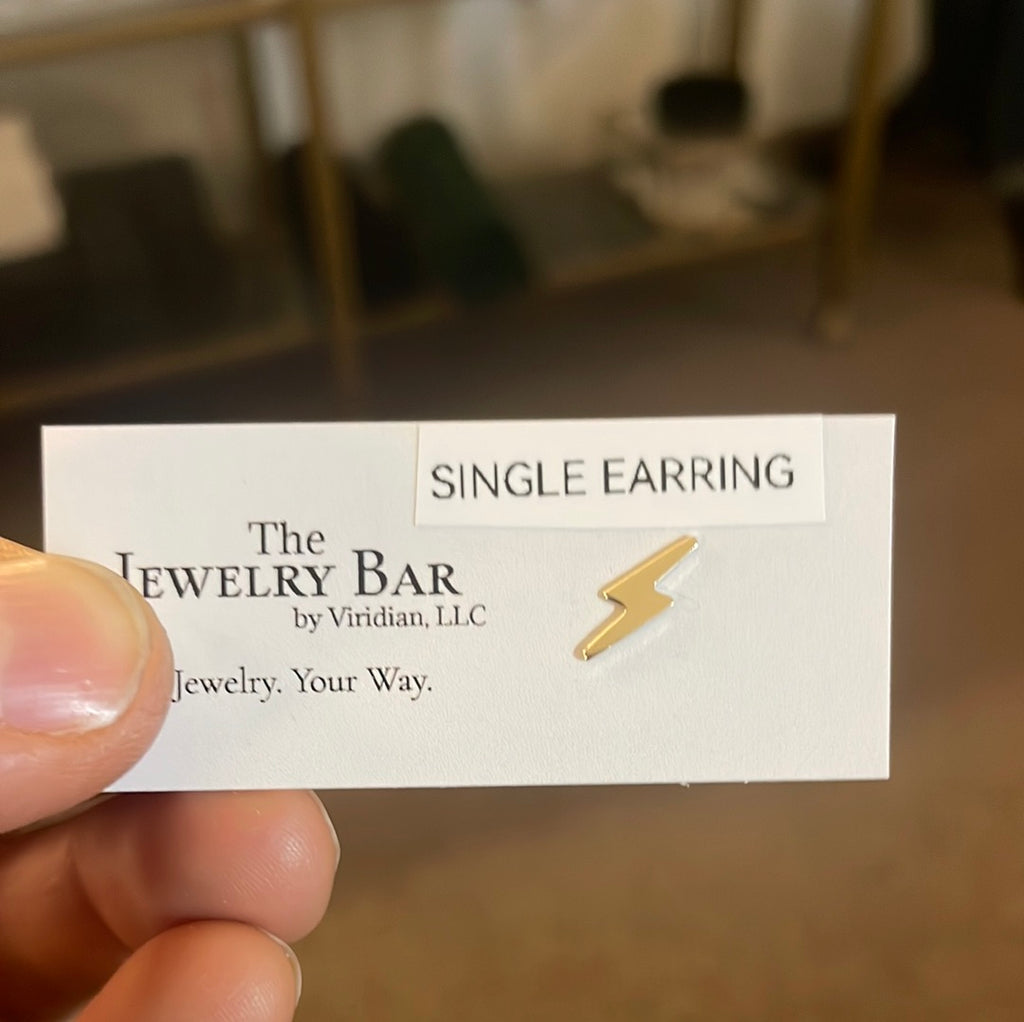 SINGLE EARRING
The
JEWELRY BAR
by Viridian, LLC
Jewelry. Your Way.